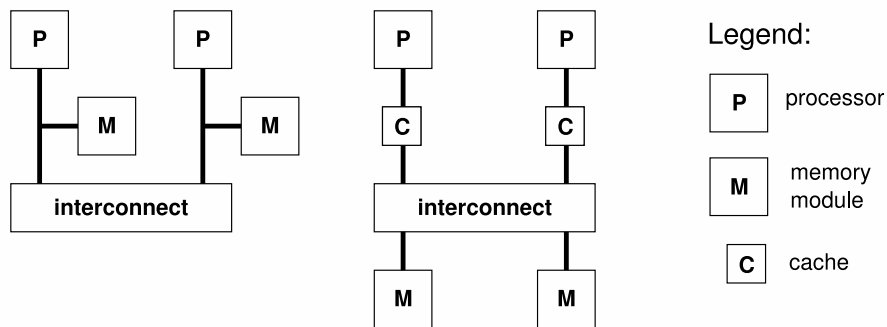 P
P
M
M
interconnect
P
P
C
C
interconnect
M
M
Legend:
P
processor
M
memory
module
C
cache